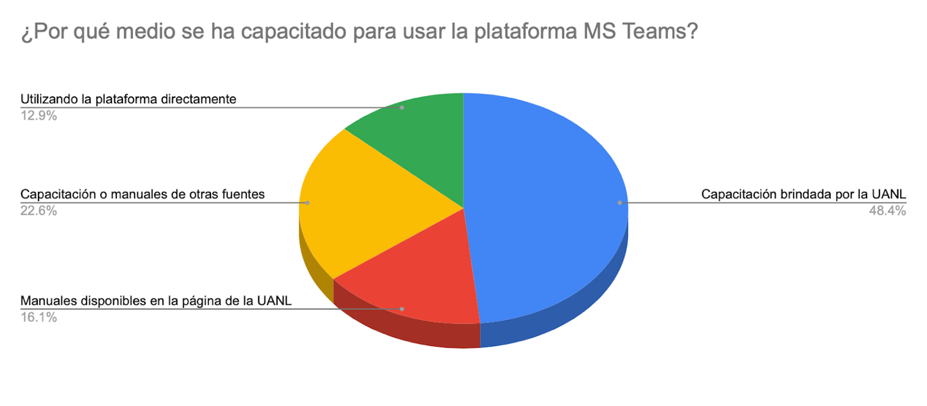 ¿Por qué medio se ha capacitado para usar la plataforma MS Teams?
Utilizando la plataforma directamente
12.9%
Capacitación o manuales de otras fuentes
22.6%
Capacitación brindada por la UANL
48.4%
Manuales disponibles en la página de la UANL
16.1%